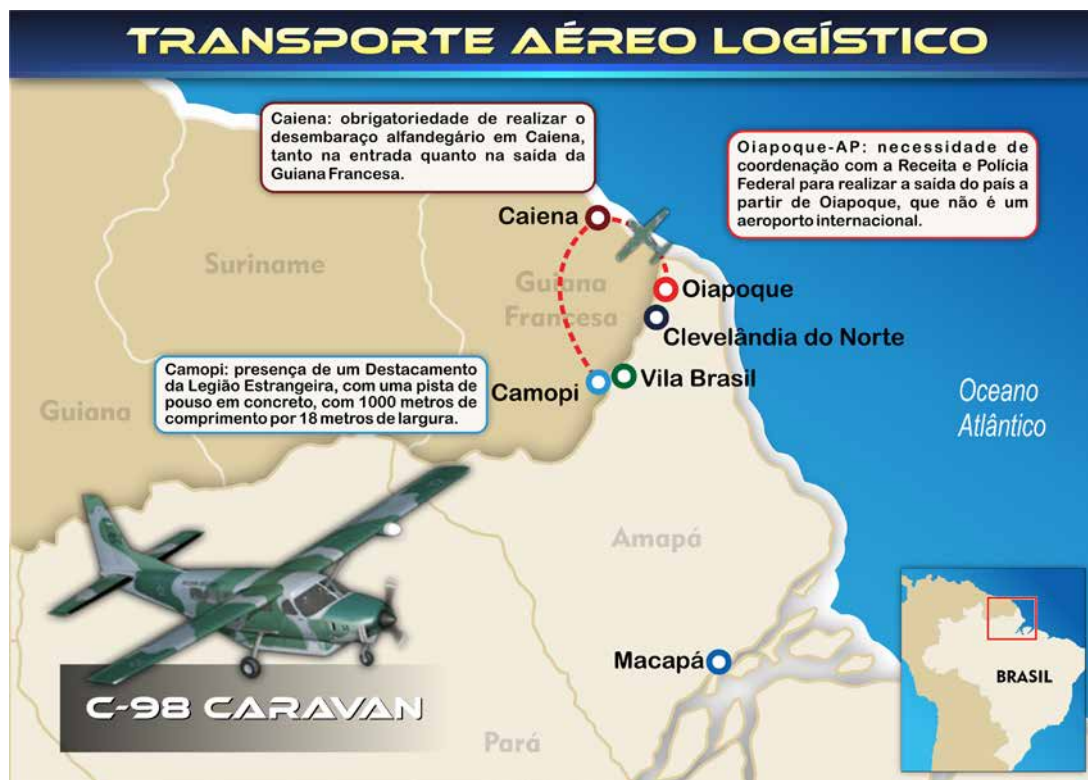 TRANSPORTE AÉREO LOGÍSTICO
Caiena: obrigatoriedade de realizar o
desembaraço alfandegário em Caiena,
tanto na entrada quanto na saída da
Guiana Francesa.
Oiapoque-AP: necessidade de
coordenação com a Receita e Polícia
Federal para realizar a saída do país a
partir de Oiapoque, que não é um
aeroporto internacional.
Caiena
Suriname
Guiana
Francesa
Oiapoque
Clevelândia do Norte
Camopi: presença de um Destacamento
da Legião Estrangeira, com uma pista de
pouso em concreto, com 1000 metros de
comprimento por 18 metros de largura.
Guiana
Camopi
Vila Brasil
Oceano
Atlântico
Amapá
Macapá
BRASIL
C-98 CARAVAN
Pará